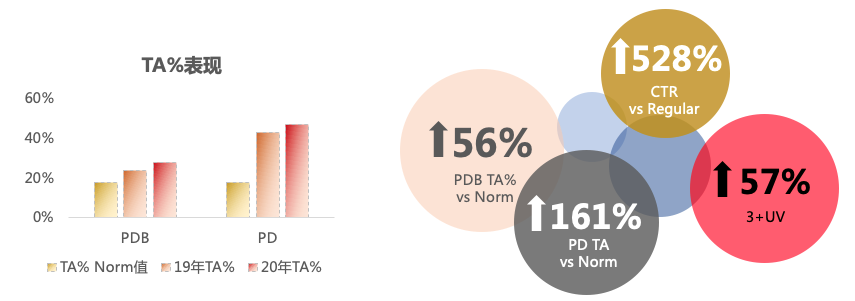 TA%表现
60%
40%
20%
0%
PDB
PD
TA% Norm值
19年TA%
20年TA%
528%
CTR
vs Regular
56%
PDB TA%
vs Norm
161%
PD TA
vs Norm
57%
3+UV